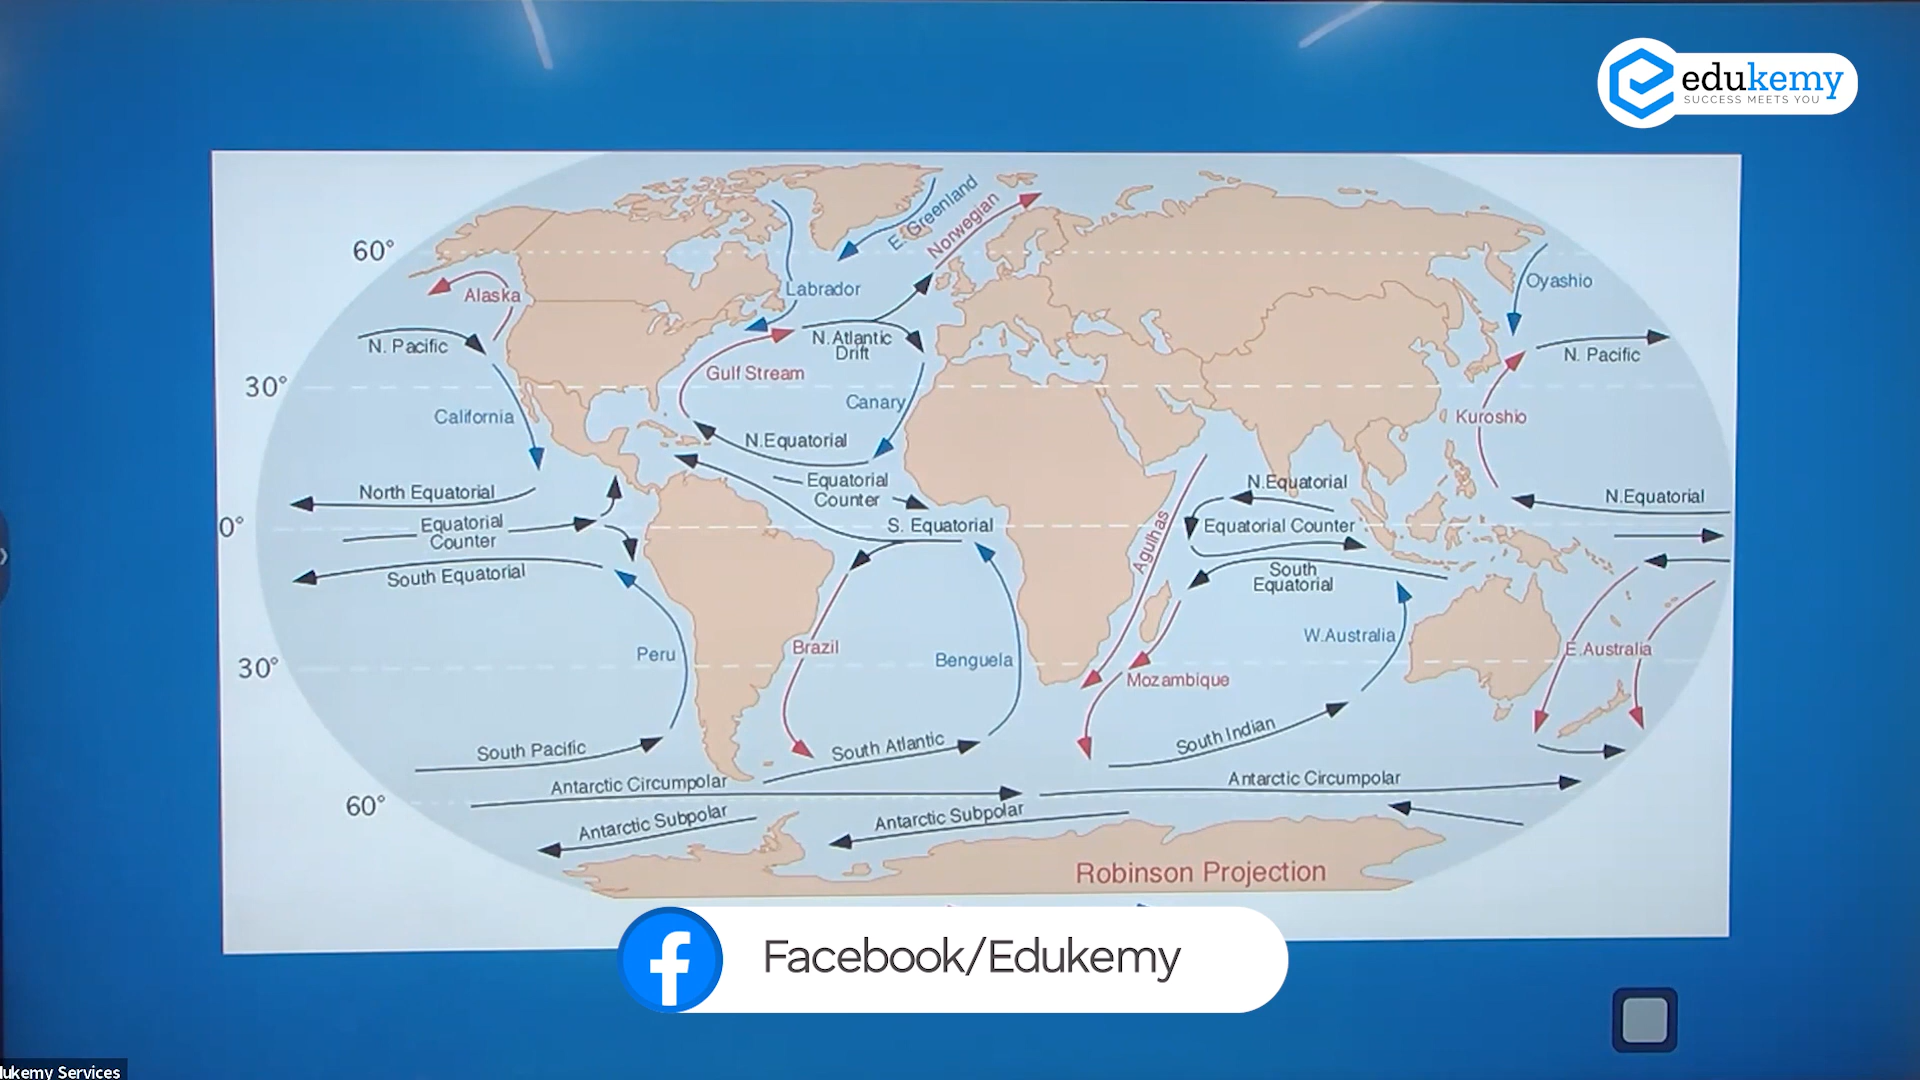 edukemy
SUCCESS MEETS YOU
E. Greenland
Norwegian
60°
Alaska
Labrador
Oyashio
N. Pacific
N. Atlantic
Drift
N. Pacific
Gulf Stream
30°
California
Canary
Kuroshio
N.Equatorial
North Equatorial
Equatorial
Counter
N.Equatorial
N.Equatorial
0°
Equatorial
Counter
S. Equatorial
Agulhas
Equatorial Counter
South Equatorial
South
Equatorial
Peru
Brazil
Benguela
W.Australia
E.Australia
30°
Mozambique
South Pacific
South Atlantic
South Indian
Antarctic Circumpolar
Antarctic Circumpolar
60°
Antarctic Subpolar
Antarctic Subpolar
Robinson Projection
Facebook/Edukemy
lukemy Services